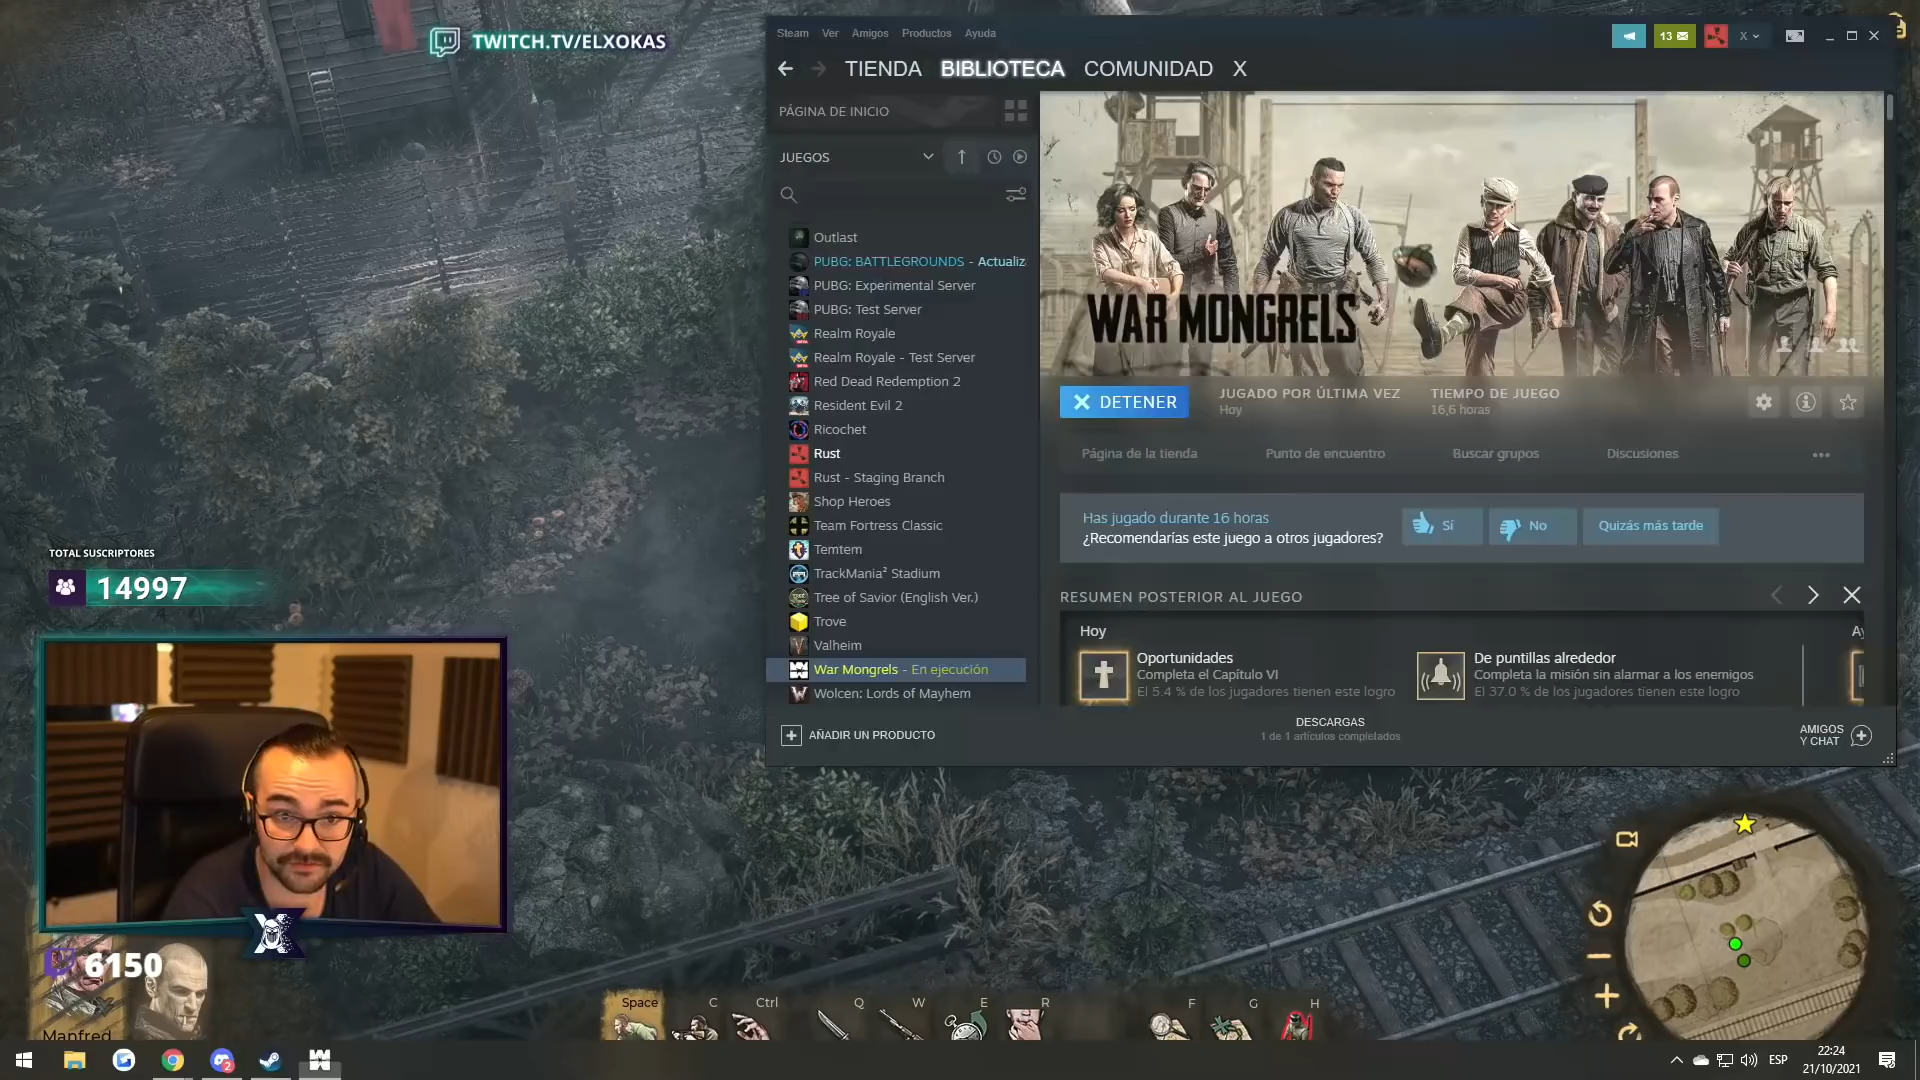 TWITCH.TV/ELXOKAS
Steam Ver Amigos Productos Ayuda
13
X
TIENDA BIBLIOTECA COMUNIDAD X
PÁGINA DE INICIO
JUEGOS
Outlast
PUBG: BATTLEGROUNDS - Actualiz
PUBG: Experimental Server
PUBG: Test Server
Realm Royale
Realm Royale - Test Server
Red Dead Redemption 2
Resident Evil 2
Ricochet
Rust
Rust - Staging Branch
Shop Heroes
Team Fortress Classic
Temtem
TrackMania² Stadium
Tree of Savior (English Ver.)
Trove
Valheim
War Mongrels - En ejecución
Wolcen: Lords of Mayhem
AÑADIR UN PRODUCTO
WAR MONGRELS
DETENER
JUGADO POR ÚLTIMA VEZ
Hoy
TIEMPO DE JUEGO
16,6 horas
Página de la tienda Punto de encuentro Buscar grupos Discusiones
Has jugado durante 16 horas
¿Recomendarías este juego a otros jugadores?
Sí No Quizás más tarde
RESUMEN POSTERIOR AL JUEGO
Hoy
Ay
Oportunidades
Completa el Capítulo VI
El 5.4 % de los jugadores tienen este logro
De puntillas alrededor
Completa la misión sin alarmar a los enemigos
El 37.0 % de los jugadores tienen este logro
DESCARGAS
1 de 1 artículos completados
AMIGOS
Y CHAT
TOTAL SUSCRIPTORES
14997
6150
Manfred
Space C Ctrl Q W E R F G H
2
ESP
22:24
21/10/2021